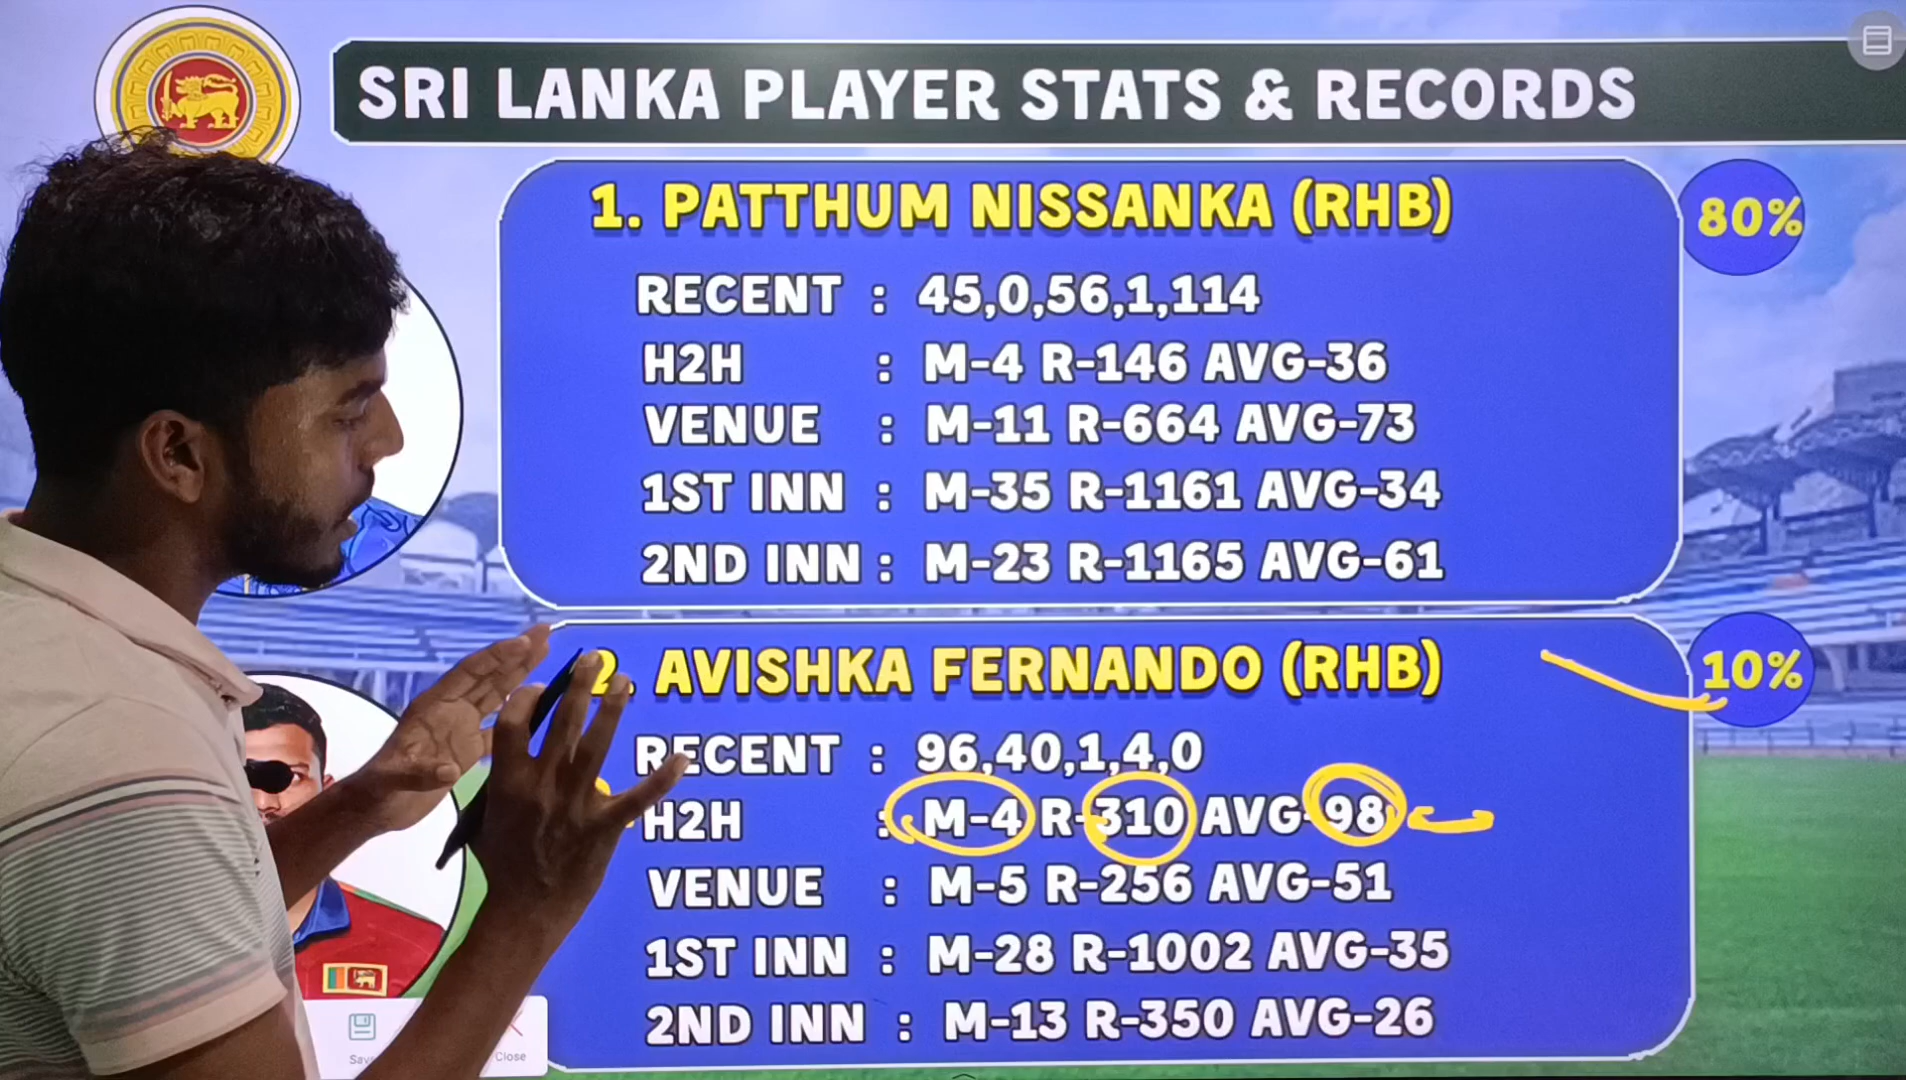 SRI LANKA PLAYER STATS & RECORDS
1. PATTHUM NISSANKA (RHB)
80%
RECENT : 45,0,56,1,114
H2H : M-4 R-146 AVG-36
VENUE : M-11 R-664 AVG-73
1ST INN : M-35 R-1161 AVG-34
2ND INN : M-23 R-1165 AVG-61
2. AVISHKA FERNANDO (RHB)
10%
RECENT : 96,40,1,4,0
H2H : M-4 R-310 AVG-98
VENUE : M-5 R-256 AVG-51
1ST INN : M-28 R-1002 AVG-35
2ND INN : M-13 R-350 AVG-26
Save
Close